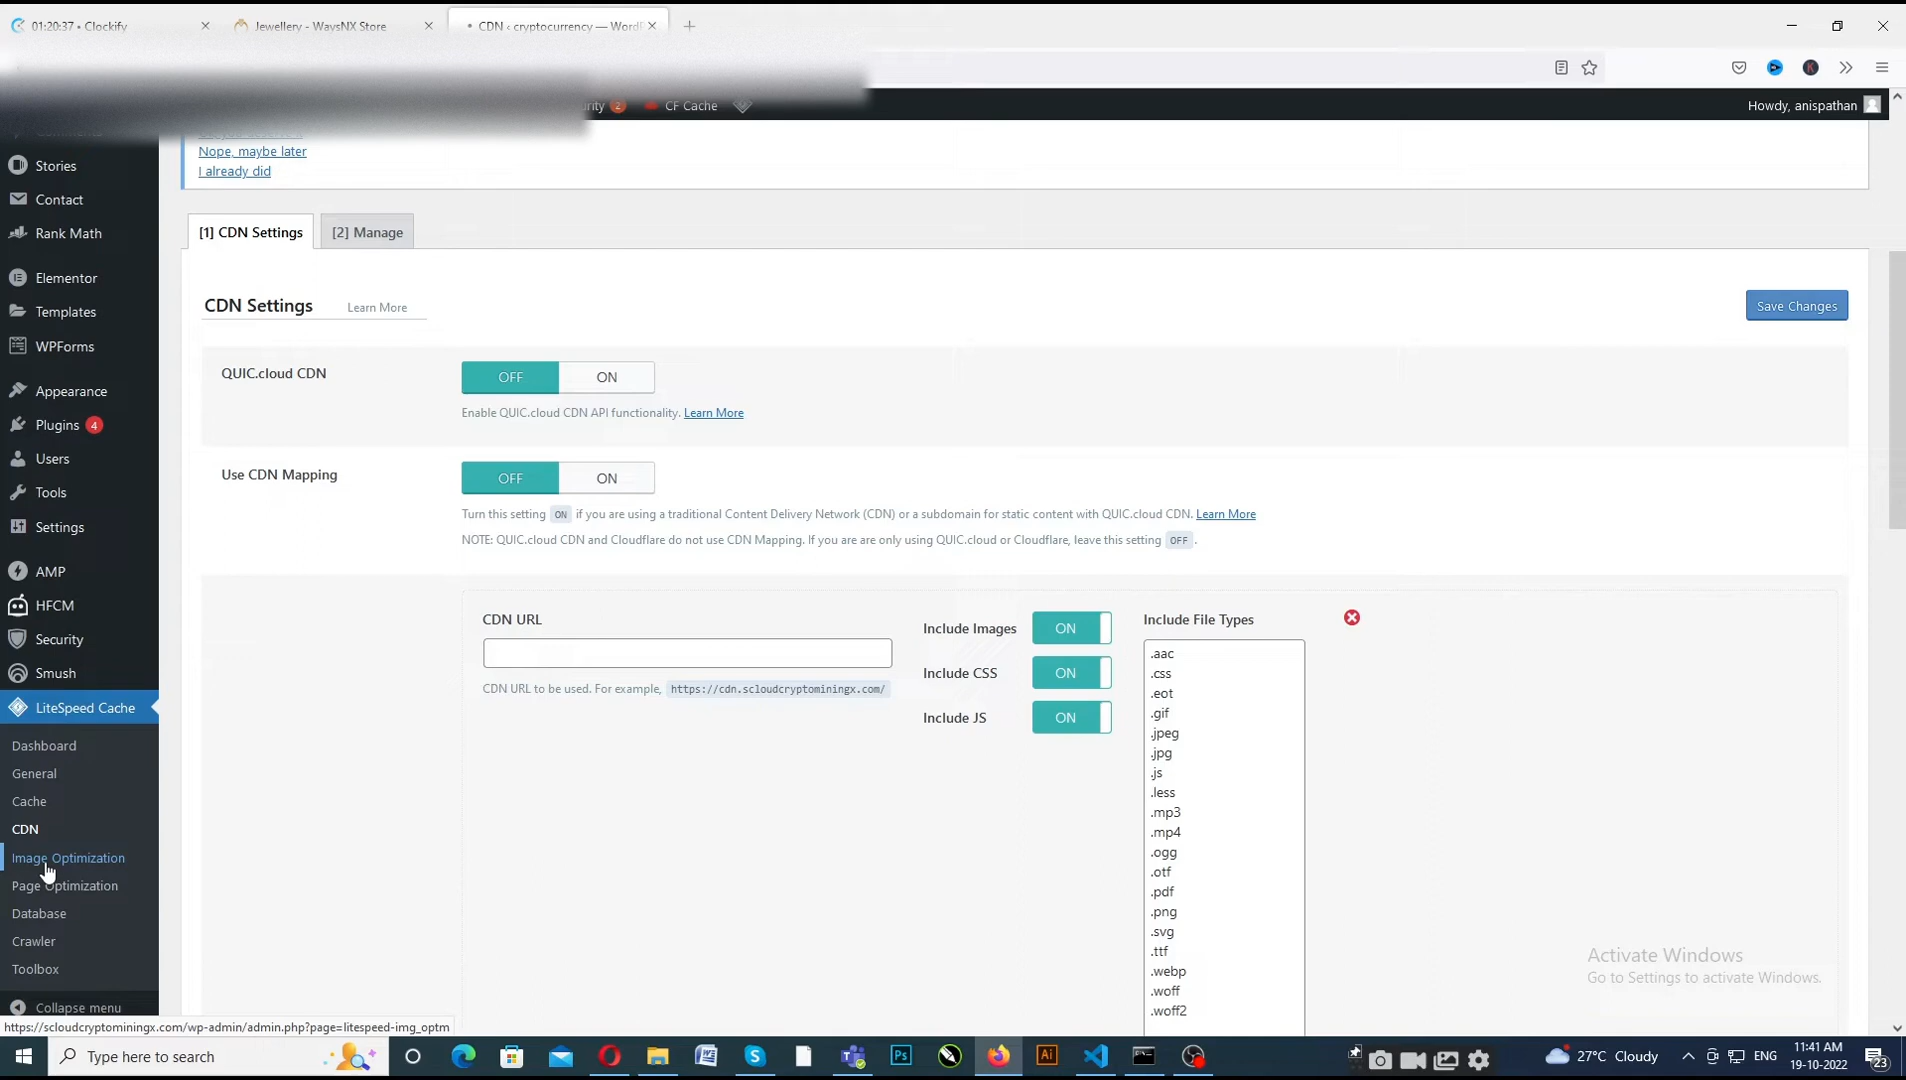 01:20:37 • Clockify
Jewellery - WaysNX Store
CDN ‹ cryptocurrency — WordP
2
CF Cache
Howdy, anispathan
Nope, maybe later
I already did
Stories
Contact
Rank Math
Elementor
Templates
WPForms
Appearance
Plugins 4
Users
Tools
Settings
AMP
HFCM
Security
Smush
LiteSpeed Cache
Dashboard
General
Cache
CDN
Image Optimization
Page Optimization
Database
Crawler
Toolbox
Collapse menu
[1] CDN Settings
[2] Manage
CDN Settings
Learn More
Save Changes
QUIC.cloud CDN
OFF
ON
Enable QUIC.cloud CDN API functionality. Learn More
Use CDN Mapping
OFF
ON
Turn this setting ON if you are using a traditional Content Delivery Network (CDN) or a subdomain for static content with QUIC.cloud CDN. Learn More
NOTE: QUIC.cloud CDN and Cloudflare do not use CDN Mapping. If you are are only using QUIC.cloud or Cloudflare, leave this setting OFF .
CDN URL
CDN URL to be used. For example, https://cdn.scloudcryptominingx.com/
Include Images ON
Include CSS ON
Include JS ON
Include File Types
.aac
.css
.eot
.gif
.jpeg
.jpg
.js
.less
.mp3
.mp4
.ogg
.otf
.pdf
.png
.svg
.ttf
.webp
.woff
.woff2
Activate Windows
Go to Settings to activate Windows.
https://scloudcryptominingx.com/wp-admin/admin.php?page=litespeed-img_optm
Type here to search
27°C Cloudy
ENG
11:41 AM
19-10-2022
23